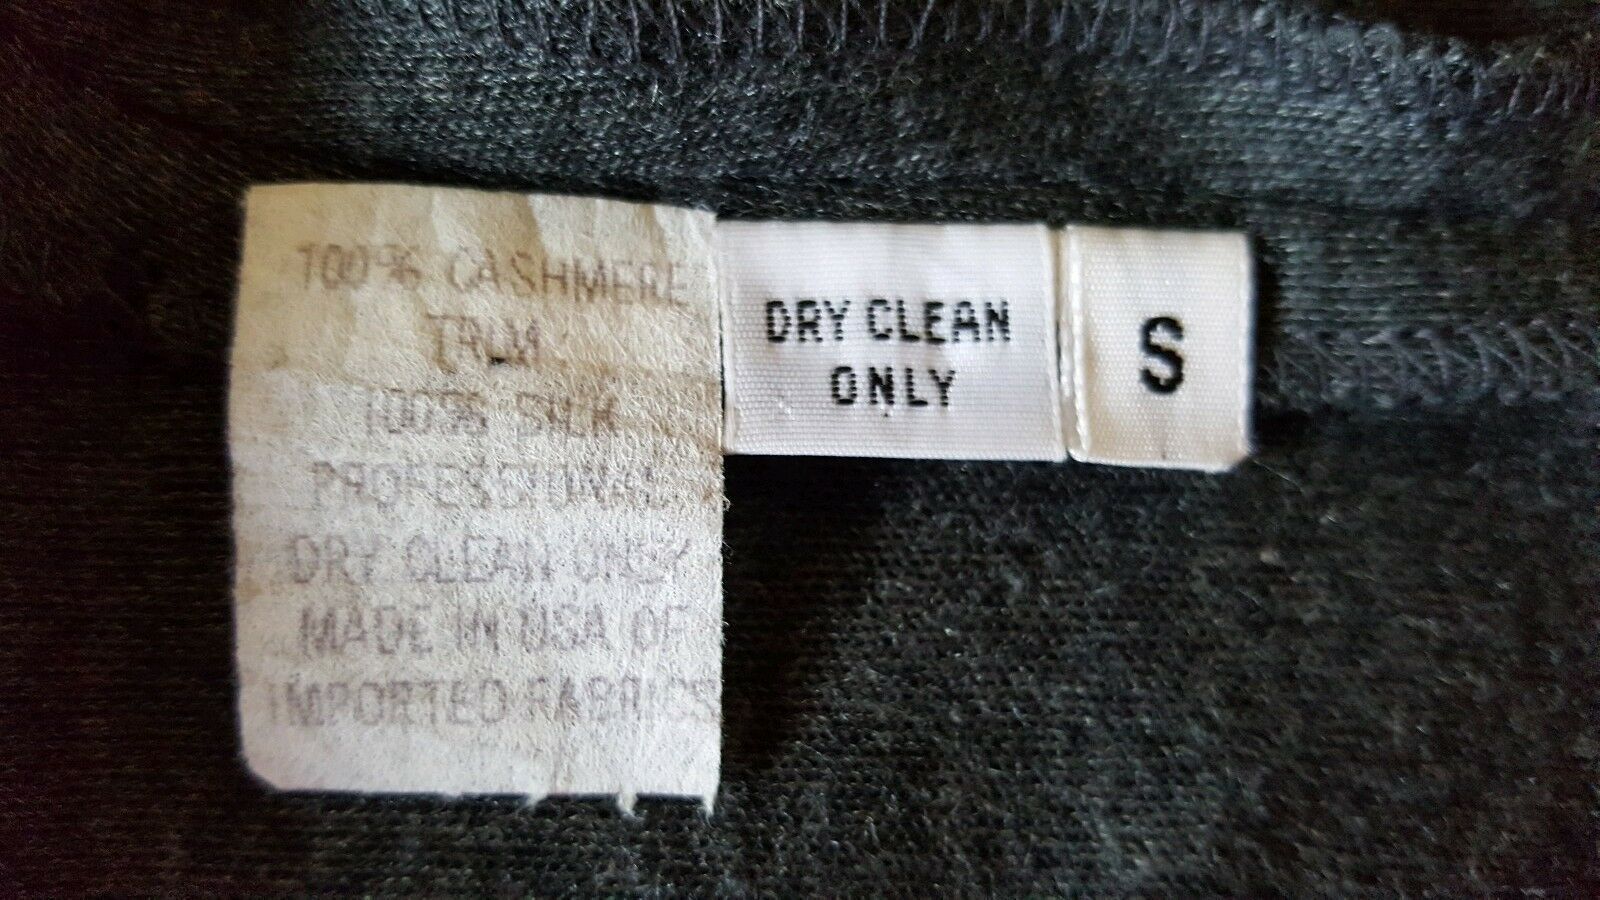 100% CASHMERE
TRIM
100% SILK
PROFESSIONAL
DRY CLEAN ONLY
MADE IN USA OF
IMPORTED FABRICS
DRY CLEAN
ONLY
S